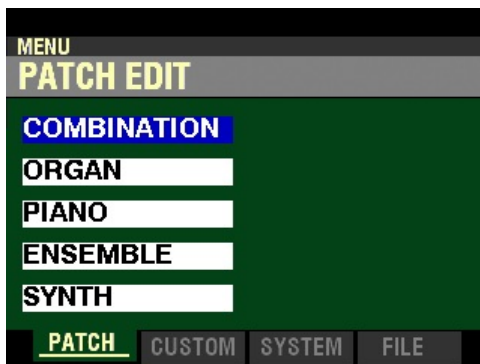 MENU
PATCH EDIT
COMBINATION
ORGAN
PIANO
ENSEMBLE
SYNTH
PATCH CUSTOM SYSTEM FILE